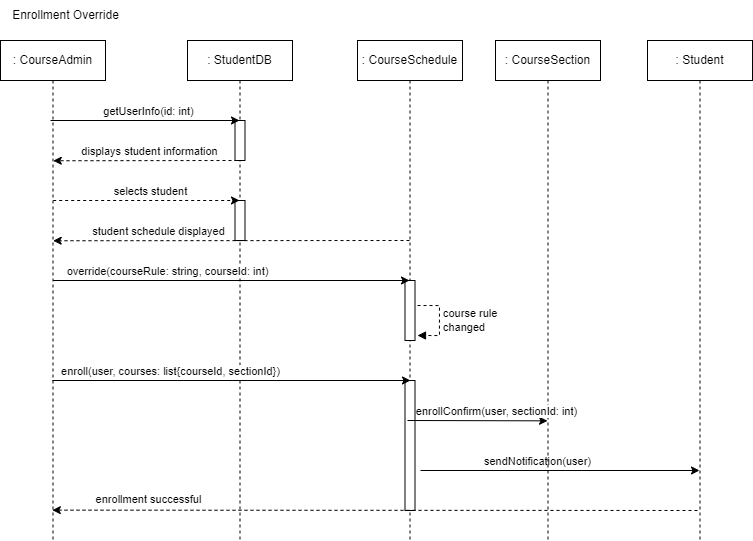 Enrollment Override
: CourseAdmin
: StudentDB
: CourseSchedule
: CourseSection
: Student
getUserInfo(id: int)
displays student information
selects student
student schedule displayed
override(courseRule: string, courseId: int)
course rule
changed
enroll(user, courses: list{courseId, sectionId})
enrollConfirm(user, sectionId: int)
sendNotification(user)
enrollment successful